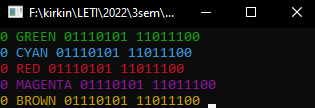 F:\kirkin\LETI\2022\3sem\...
0 GREEN 01110101 11011100
0 CYAN 01110101 11011100
0 RED 01110101 11011100
0 MAGENTA 01110101 11011100
0 BROWN 01110101 11011100